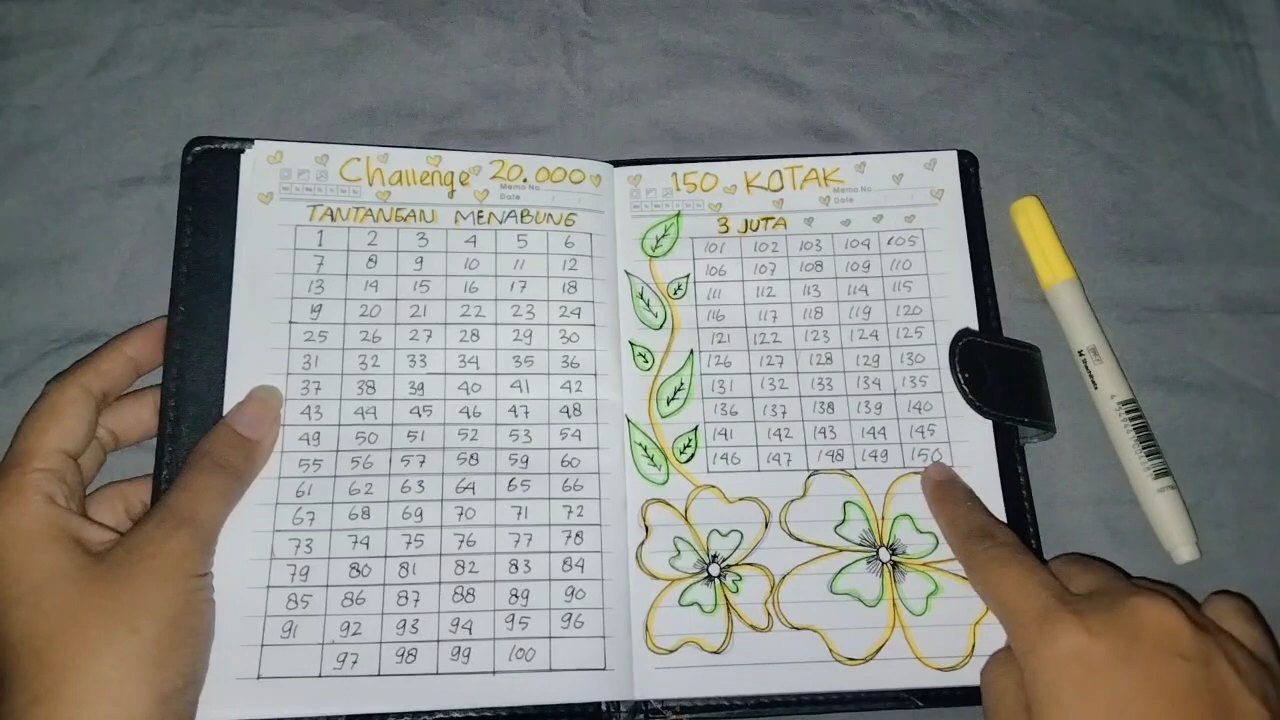 Challenge 20.000
Memo No.
Date
TANTANGAN MENABUNG
1 2 3 4 5 6
7 8 9 10 11 12
13 14 15 16 17 18
19 20 21 22 23 24
25 26 27 28 29 30
31 32 33 34 35 36
37 38 39 40 41 42
43 44 45 46 47 48
49 50 51 52 53 54
55 56 57 58 59 60
61 62 63 64 65 66
67 68 69 70 71 72
73 74 75 76 77 78
79 80 81 82 83 84
85 86 87 88 89 90
91 92 93 94 95 96
97 98 99 100
150 KOTAK
Memo No.
Date
3 JUTA
101 102 103 104 105
106 107 108 109 110
111 112 113 114 115
116 117 118 119 120
121 122 123 124 125
126 127 128 129 130
131 132 133 134 135
136 137 138 139 140
141 142 143 144 145
146 147 148 149 150